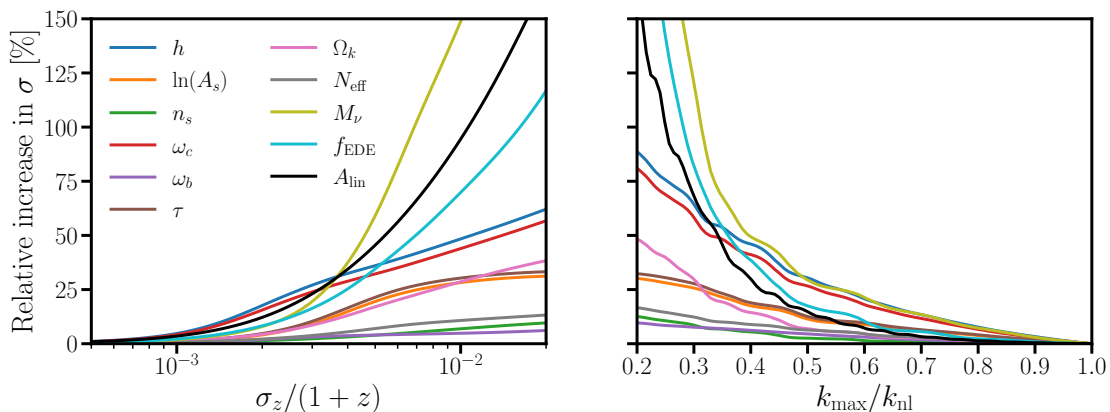 Relative increase in σ [%]
150
125
100
75
50
25
0
h
ln(A_s)
n_s
ω_c
ω_b
τ
Ω_k
N_eff
M_ν
f_EDE
A_lin
10^−3
10^−2
σ_z/(1 + z)
0.2 0.3 0.4 0.5 0.6 0.7 0.8 0.9 1.0
k_max/k_nl